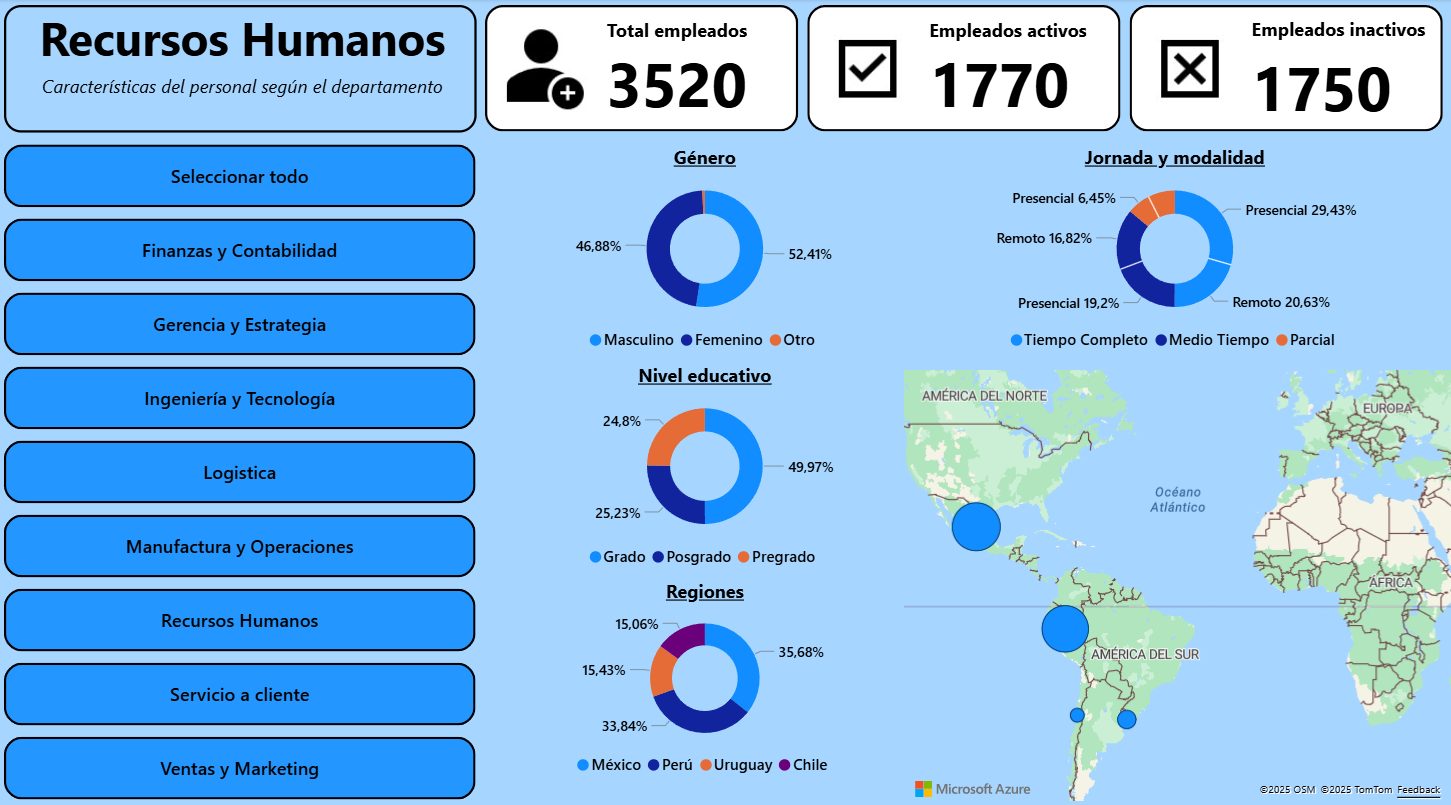 Recursos Humanos
Características del personal según el departamento
Total empleados
3520
Empleados activos
1770
Empleados inactivos
1750
Seleccionar todo
Finanzas y Contabilidad
Gerencia y Estrategia
Ingeniería y Tecnología
Logistica
Manufactura y Operaciones
Recursos Humanos
Servicio a cliente
Ventas y Marketing
Género
46,88%
52,41%
Masculino Femenino Otro
Jornada y modalidad
Presencial 6,45%
Presencial 29,43%
Remoto 16,82%
Presencial 19,2%
Remoto 20,63%
Tiempo Completo Medio Tiempo Parcial
Nivel educativo
24,8%
49,97%
25,23%
Grado Posgrado Pregrado
Regiones
15,06%
35,68%
15,43%
33,84%
México Perú Uruguay Chile
AMÉRICA DEL NORTE
EUROPA
Océano
Atlántico
ÁFRICA
AMÉRICA DEL SUR
Microsoft Azure
©2025 OSM ©2025 TomTom Feedback